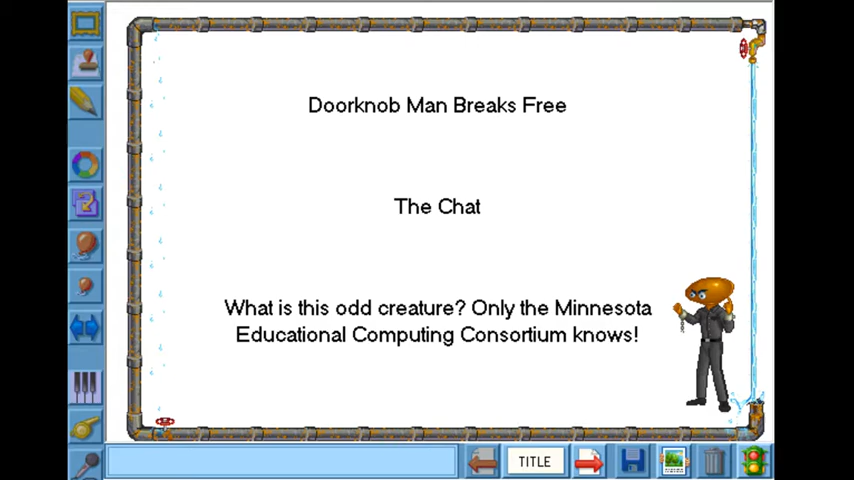 Doorknob Man Breaks Free
The Chat
What is this odd creature? Only the Minnesota
Educational Computing Consortium knows!
TITLE